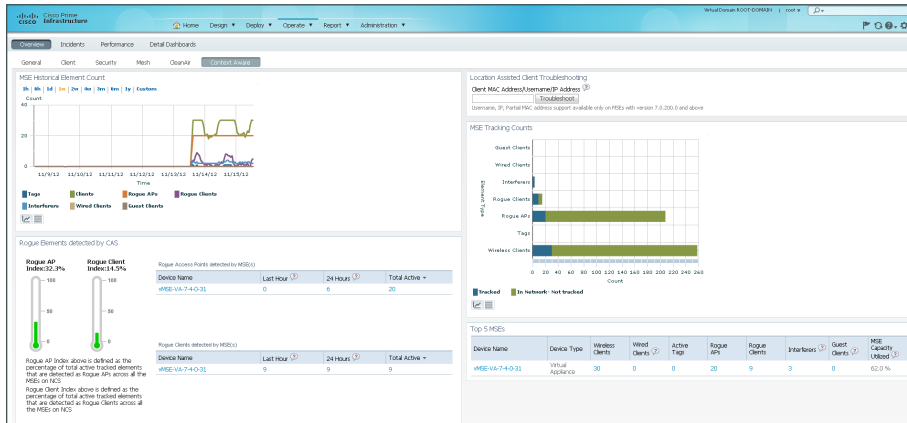 Virtual Domain ROOT-DOMAIN | root
cisco Cisco Prime Infrastructure
Home Design Deploy Operate Report Administration
Overview Incidents Performance Detail Dashboards
General Client Security Mesh CleanAir Context Aware
MSE Historical Element Count
1h | 6h | 1d | 1w | 2w | 4w | 3m | 6m | 1y | Custom
Count
40
20
0
11/9/12 11/10/12 11/11/12 11/12/12 11/13/12 11/14/12 11/15/12
Time
Tags Clients Rogue APs Rogue Clients
Interferers Wired Clients Guest Clients
Rogue Elements detected by CAS
Rogue AP Index:32.3%
Rogue Client Index:14.5%
100
50
0
100
50
0
Rogue AP Index above is defined as the
percentage of total active tracked elements
that are detected as Rogue APs across all the
MSEs on NCS
Rogue Client Index above is defined as the
percentage of total active tracked elements
that are detected as Rogue Clients across all
the MSEs on NCS
Rogue Access Points detected by MSE(s)
Device Name Last Hour ? 24 Hours ? Total Active
vMSE-VA-7-4-0-31 0 6 20
Rogue Clients detected by MSE(s)
Device Name Last Hour ? 24 Hours ? Total Active
vMSE-VA-7-4-0-31 9 9 9
Location Assisted Client Troubleshooting
Client MAC Address/Username/IP Address ?
Troubleshoot
Username, IP, Partial MAC address support available only on MSEs with version 7.0.200.0 and above
MSE Tracking Counts
Element Type
Guest Clients
Wired Clients
Interferers
Rogue Clients
Rogue APs
Tags
Wireless Clients
0 20 40 60 80 100 120 140 160 180 200 220 240 260
Count
Tracked In Network - Not tracked
Top 5 MSEs
Device Name Device Type Wireless Clients Wired Clients ? Active Tags Rogue APs Rogue Clients Interferers ? Guest Clients ? MSE Capacity Utilized ?
vMSE-VA-7-4-0-31 Virtual Appliance 30 0 0 20 9 3 0 62.0 %